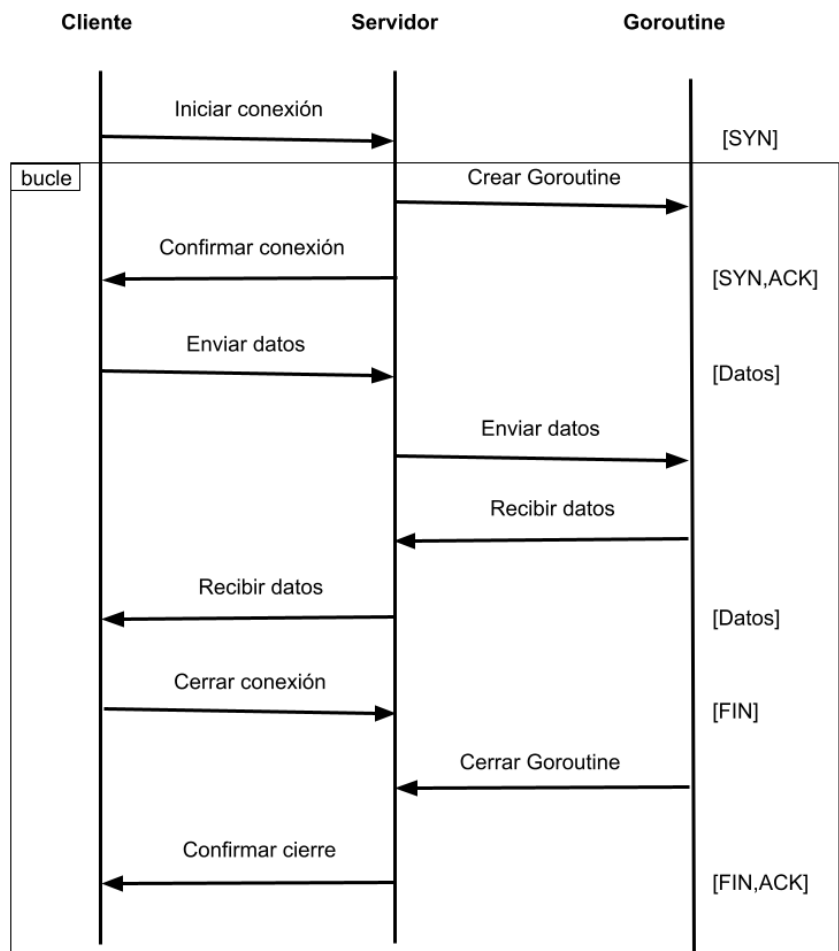 Cliente
Servidor
Goroutine
Iniciar conexión
[SYN]
bucle
Crear Goroutine
Confirmar conexión
[SYN,ACK]
Enviar datos
[Datos]
Enviar datos
Recibir datos
Recibir datos
[Datos]
Cerrar conexión
[FIN]
Cerrar Goroutine
Confirmar cierre
[FIN,ACK]